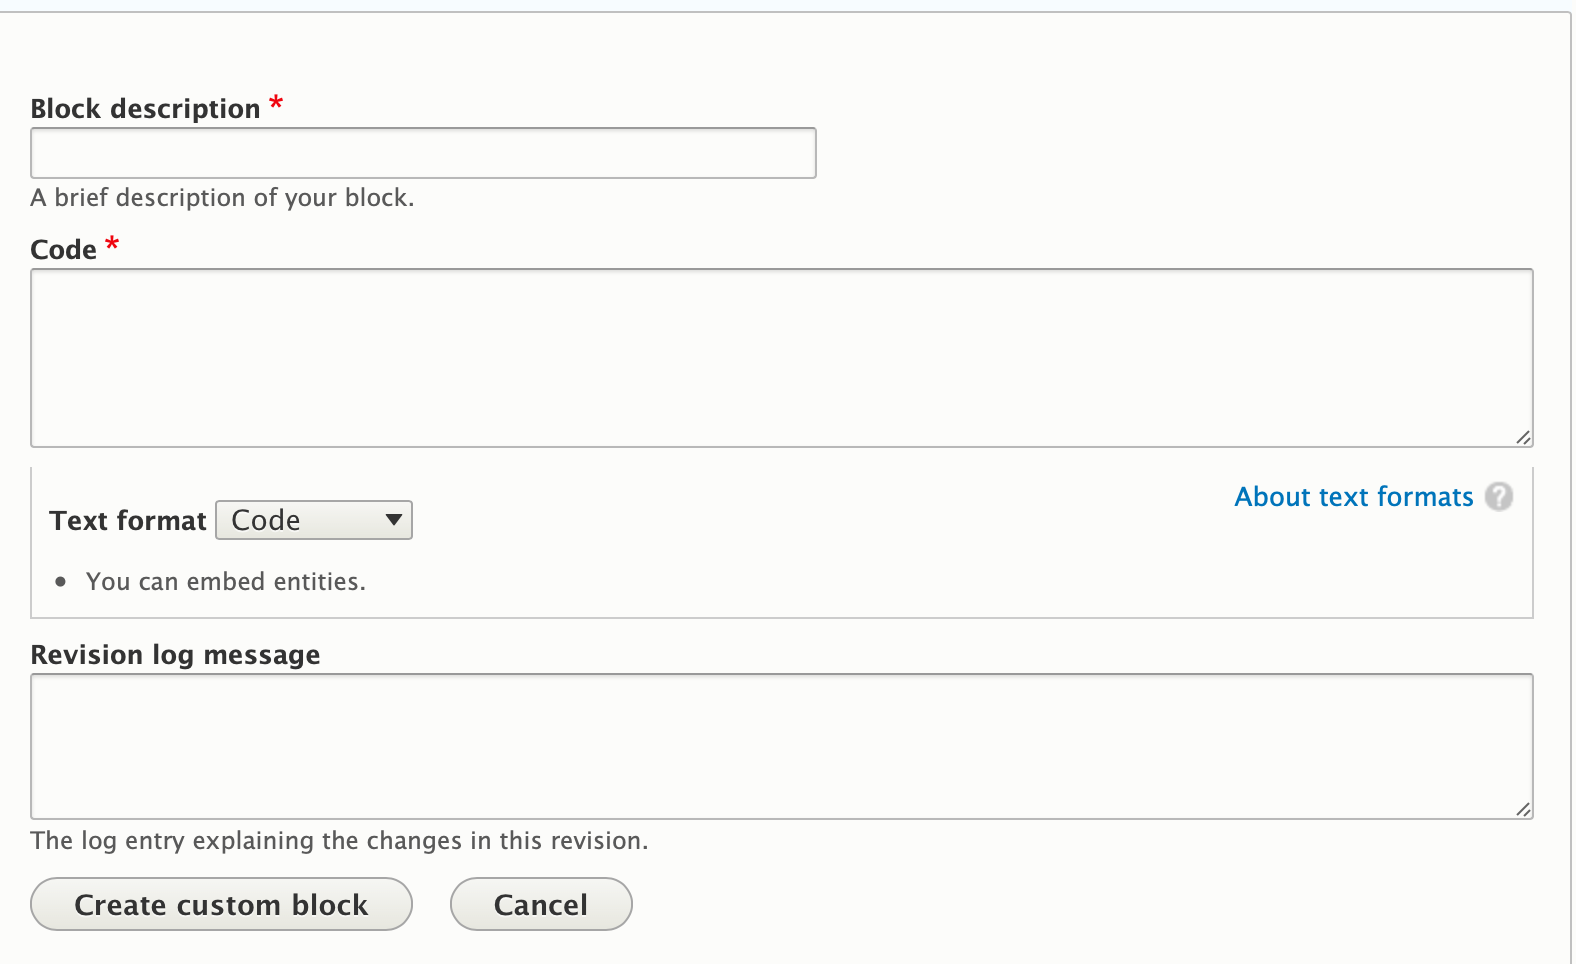 Block description *
A brief description of your block.
Code *
About text formats ?
Text format Code
• You can embed entities.
Revision log message
The log entry explaining the changes in this revision.
Create custom block Cancel